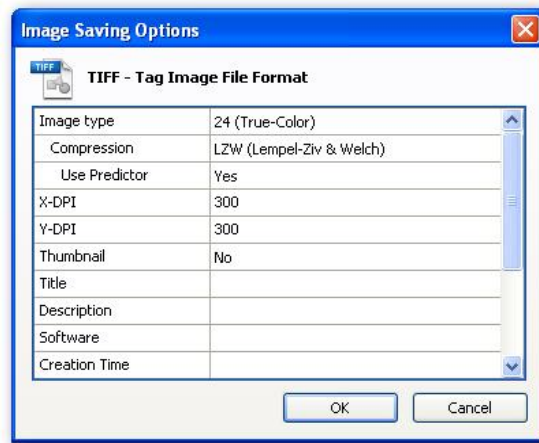 Image Saving Options
TIFF
TIFF - Tag Image File Format
Image type 24 (True-Color)
Compression LZW (Lempel-Ziv & Welch)
Use Predictor Yes
X-DPI 300
Y-DPI 300
Thumbnail No
Title
Description
Software
Creation Time
OK Cancel